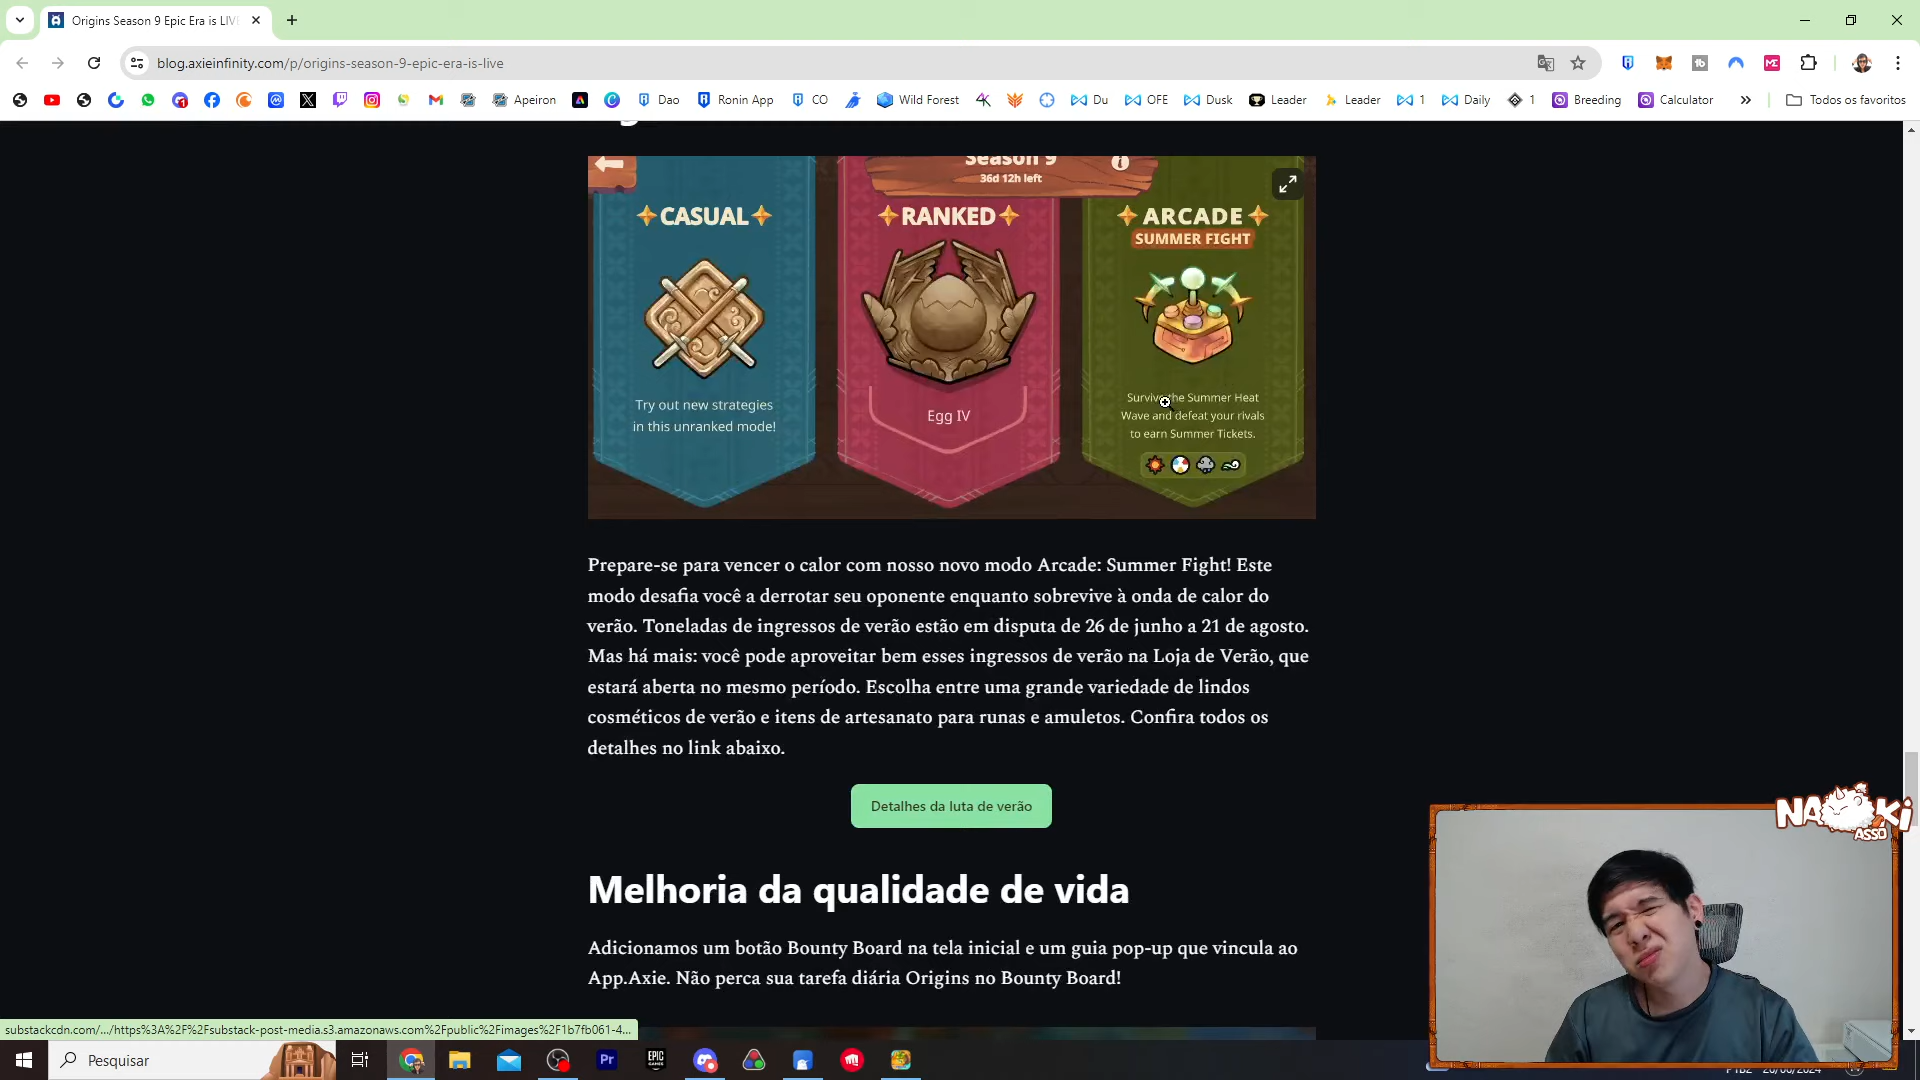 Origins Season 9 Epic Era is LIV
blog.axieinfinity.com/p/origins-season-9-epic-era-is-live
Apeiron
Dao
Ronin App
CO
Wild Forest
Du
OFE
Dusk
Leader
Leader
1
Daily
1
Breeding
Calculator
Todos os favoritos
Season 9
36d 12h left
CASUAL
Try out new strategies
in this unranked mode!
RANKED
Egg IV
ARCADE
SUMMER FIGHT
Survive the Summer Heat
Wave and defeat your rivals
to earn Summer Tickets.
Prepare-se para vencer o calor com nosso novo modo Arcade: Summer Fight! Este
modo desafia você a derrotar seu oponente enquanto sobrevive à onda de calor do
verão. Toneladas de ingressos de verão estão em disputa de 26 de junho a 21 de agosto.
Mas há mais: você pode aproveitar bem esses ingressos de verão na Loja de Verão, que
estará aberta no mesmo período. Escolha entre uma grande variedade de lindos
cosméticos de verão e itens de artesanato para runas e amuletos. Confira todos os
detalhes no link abaixo.
Detalhes da luta de verão
Melhoria da qualidade de vida
Adicionamos um botão Bounty Board na tela inicial e um guia pop-up que vincula ao
App.Axie. Não perca sua tarefa diária Origins no Bounty Board!
NAOKI
ASSO
substackcdn.com/.../https%3A%2F%2Fsubstack-post-media.s3.amazonaws.com%2Fpublic%2Fimages%2F1b7fb061-4...
Pesquisar
Pr
EPIC
GAMES